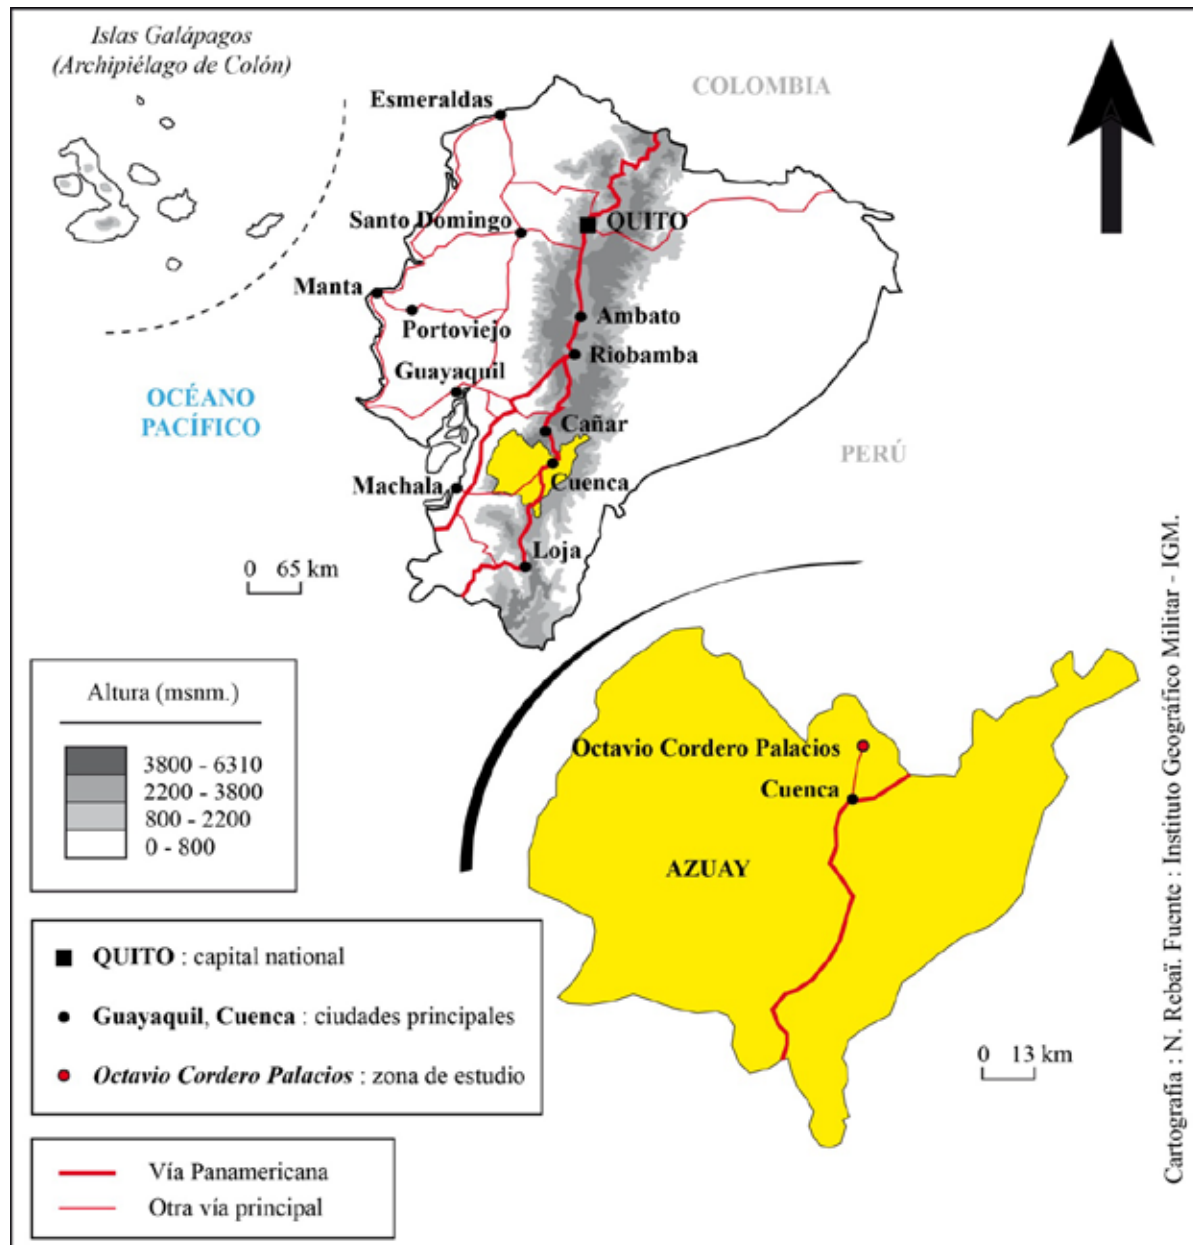 Islas Galápagos
(Archipiélago de Colón)
COLOMBIA
Esmeraldas
Santo Domingo
QUITO
Manta
Portoviejo
Ambato
Riobamba
Guayaquil
OCÉANO
PACÍFICO
Cañar
PERÚ
Machala
Cuenca
Loja
0 65 km
Altura (msnm.)
3800 - 6310
2200 - 3800
800 - 2200
0 - 800
Octavio Cordero Palacios
Cuenca
AZUAY
0 13 km
QUITO : capital national
Guayaquil, Cuenca : ciudades principales
Octavio Cordero Palacios : zona de estudio
Vía Panamericana
Otra vía principal
Cartografía : N. Rebaï. Fuente : Instituto Geográfico Militar - IGM.